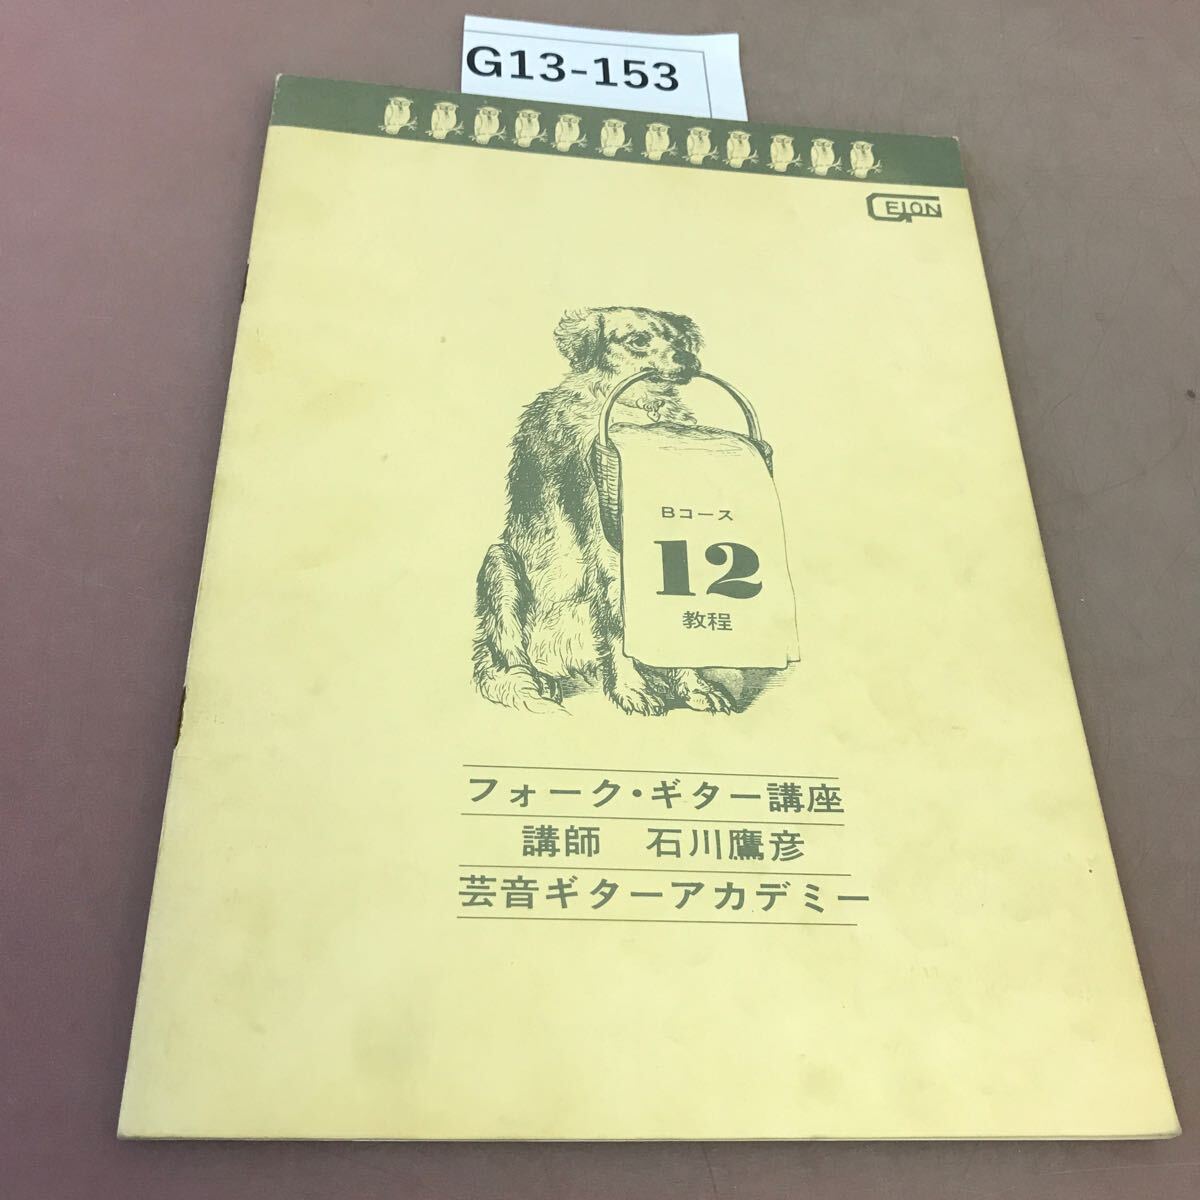 G13-153
GEION
Bコース
12
教程
フォーク・ギター講座
講師　石川鷹彦
芸音ギターアカデミー